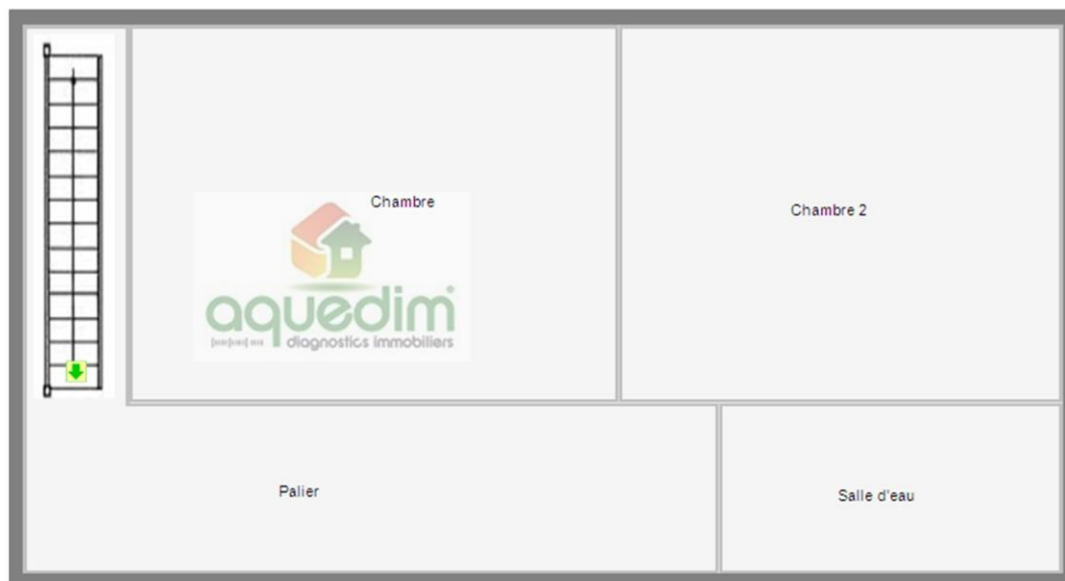 Chambre
Chambre 2
aquedim
diagnostics immobiliers
Palier
Salle d'eau